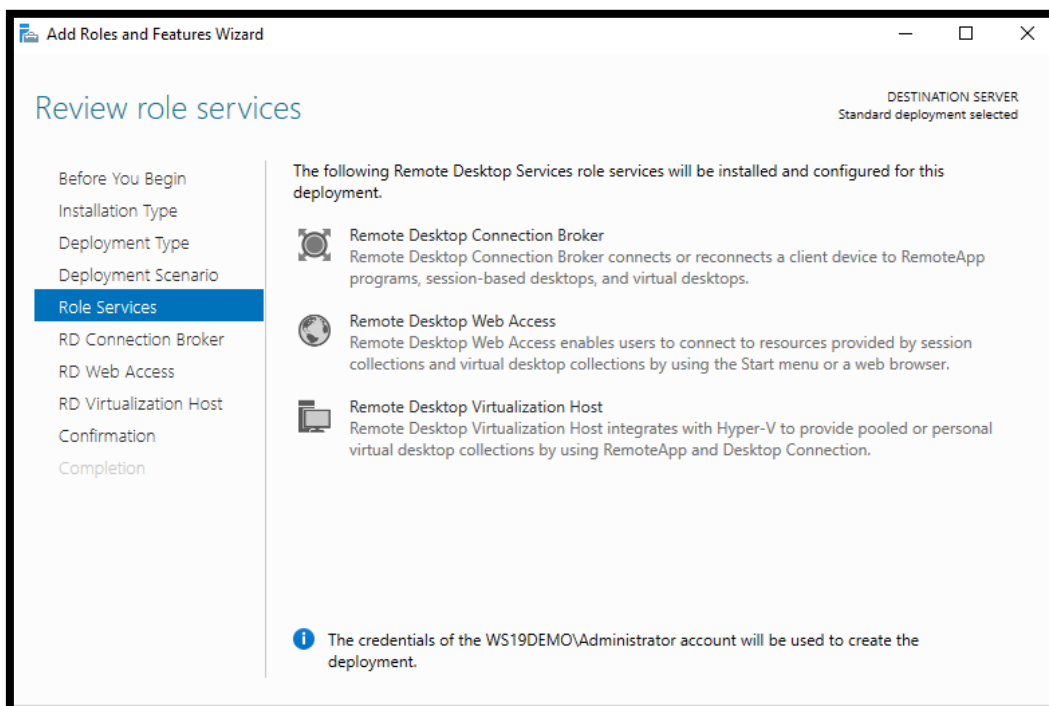 Add Roles and Features Wizard
Review role services
DESTINATION SERVER
Standard deployment selected
Before You Begin
Installation Type
Deployment Type
Deployment Scenario
Role Services
RD Connection Broker
RD Web Access
RD Virtualization Host
Confirmation
Completion
The following Remote Desktop Services role services will be installed and configured for this
deployment.
Remote Desktop Connection Broker
Remote Desktop Connection Broker connects or reconnects a client device to RemoteApp
programs, session-based desktops, and virtual desktops.
Remote Desktop Web Access
Remote Desktop Web Access enables users to connect to resources provided by session
collections and virtual desktop collections by using the Start menu or a web browser.
Remote Desktop Virtualization Host
Remote Desktop Virtualization Host integrates with Hyper-V to provide pooled or personal
virtual desktop collections by using RemoteApp and Desktop Connection.
The credentials of the WS19DEMO\Administrator account will be used to create the
deployment.